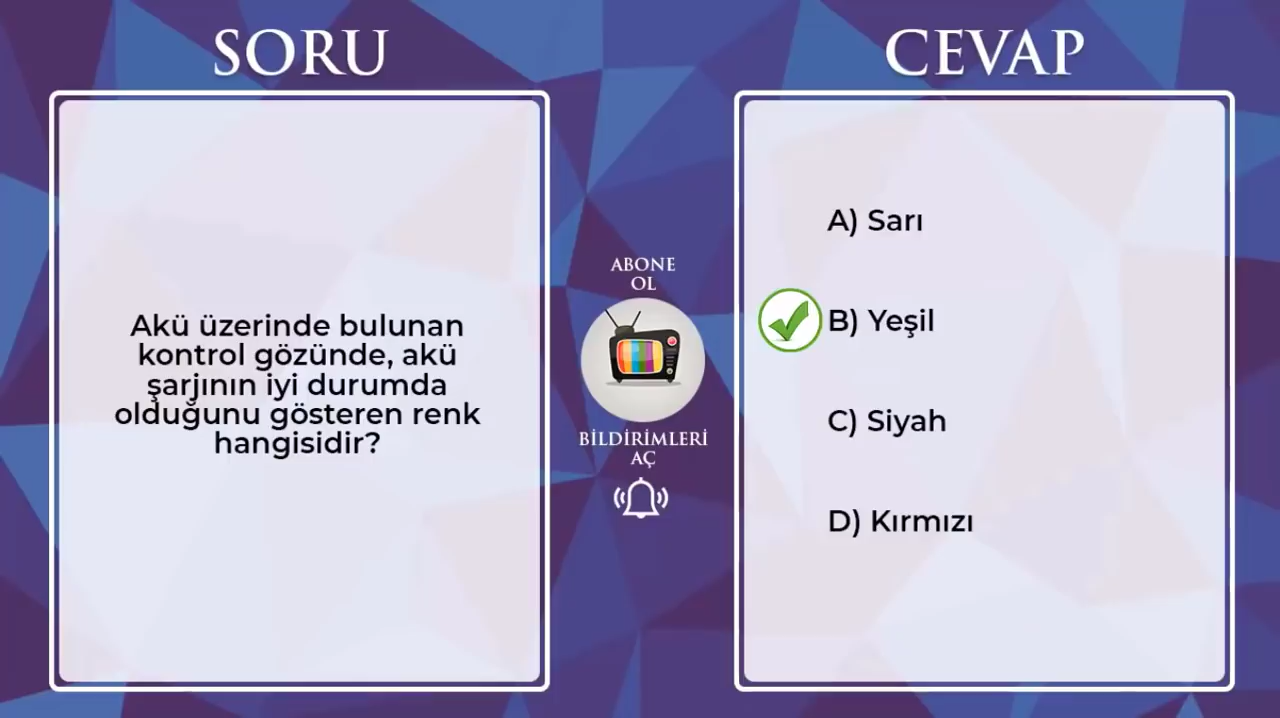 SORU
Akü üzerinde bulunan
kontrol gözünde, akü
şarjının iyi durumda
olduğunu gösteren renk
hangisidir?
ABONE
OL
BİLDİRİMLERİ
AÇ
CEVAP
A) Sarı
B) Yeşil
C) Siyah
D) Kırmızı